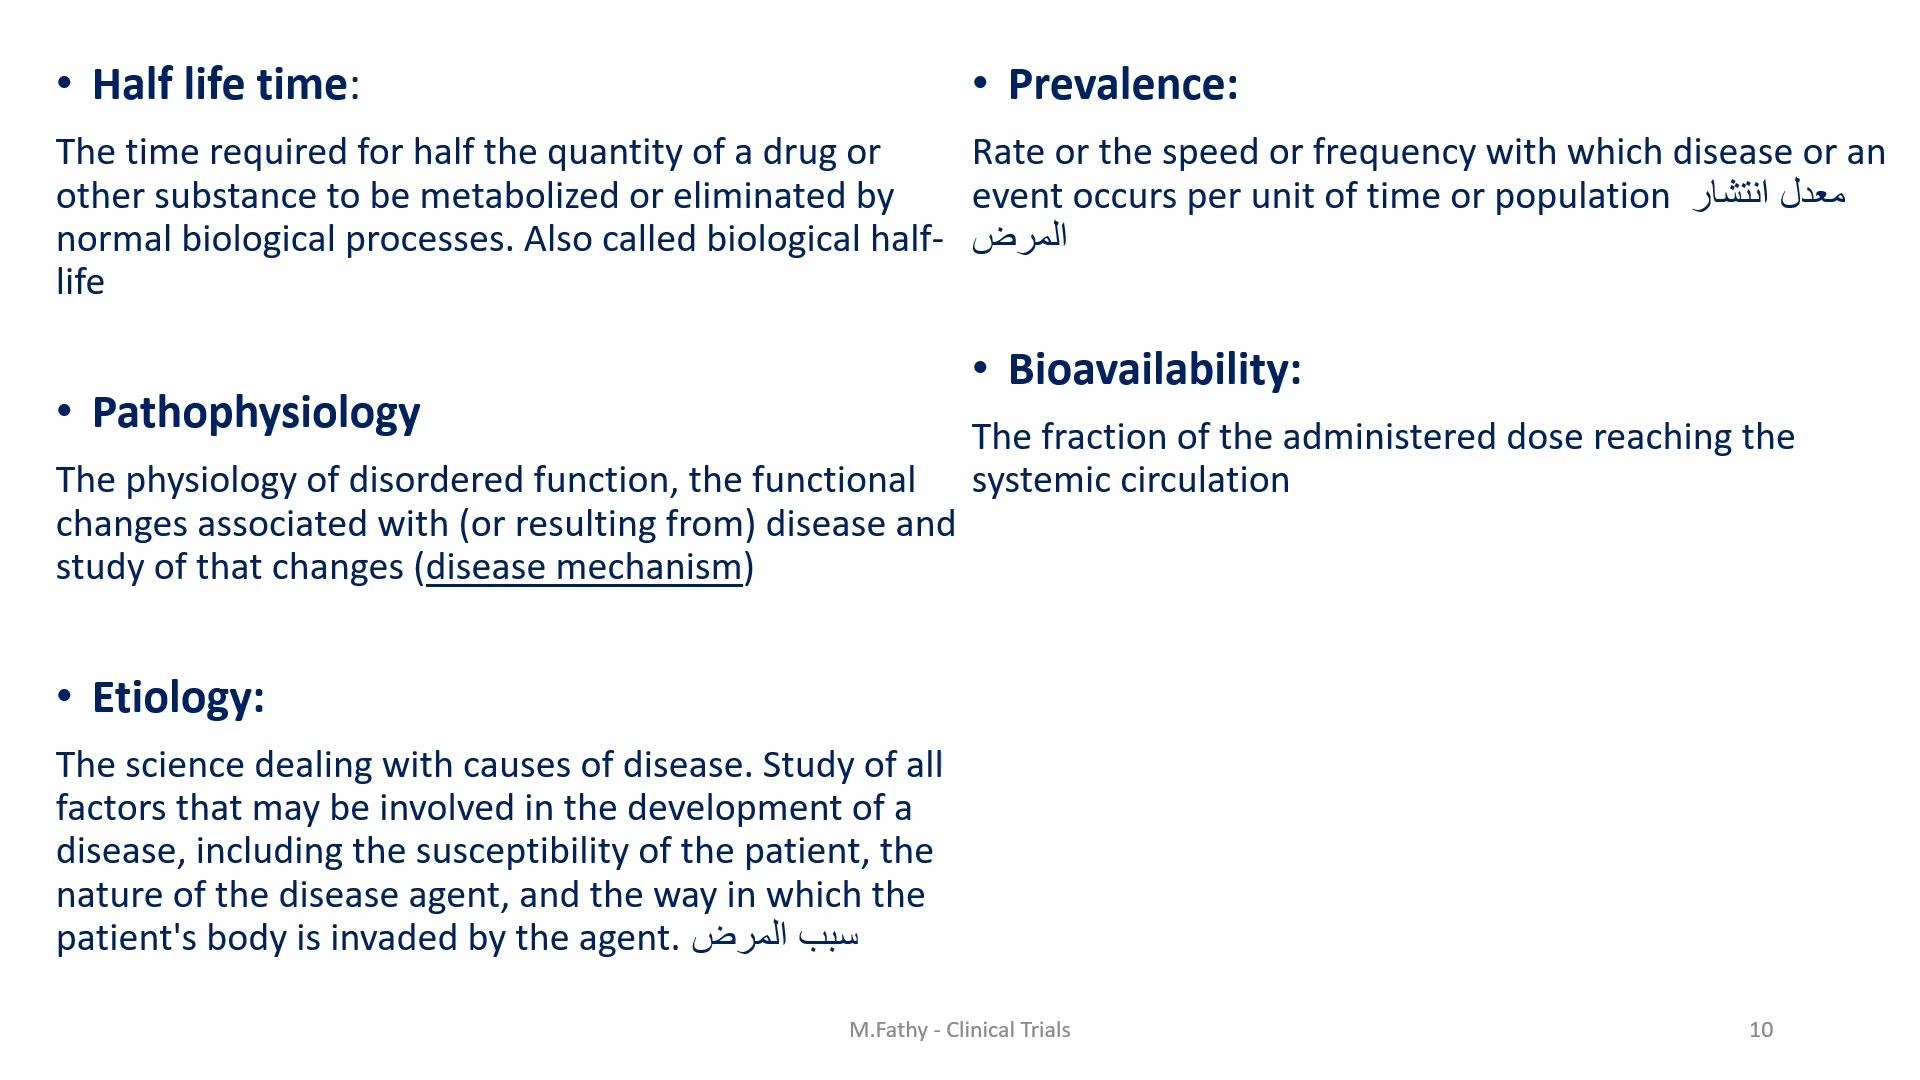 • Half life time:
The time required for half the quantity of a drug or
other substance to be metabolized or eliminated by
normal biological processes. Also called biological half-
life
• Pathophysiology
The physiology of disordered function, the functional
changes associated with (or resulting from) disease and
study of that changes (disease mechanism)
• Etiology:
The science dealing with causes of disease. Study of all
factors that may be involved in the development of a
disease, including the susceptibility of the patient, the
nature of the disease agent, and the way in which the
patient's body is invaded by the agent. سبب المرض
• Prevalence:
Rate or the speed or frequency with which disease or an
event occurs per unit of time or population معدل انتشار
المرض
• Bioavailability:
The fraction of the administered dose reaching the
systemic circulation
M.Fathy - Clinical Trials
10